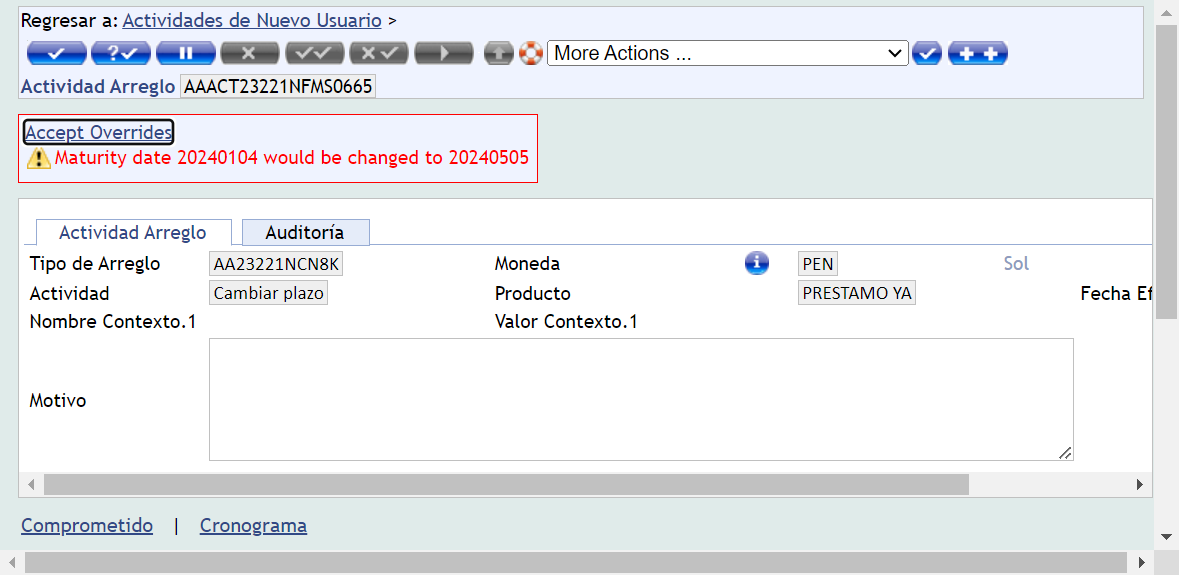 Regresar a: Actividades de Nuevo Usuario >
More Actions ...
Actividad Arreglo AAACT23221NFMS0665
Accept Overrides
Maturity date 20240104 would be changed to 20240505
Actividad Arreglo Auditoría
Tipo de Arreglo AA23221NCN8K Moneda PEN Sol
Actividad Cambiar plazo Producto PRESTAMO YA Fecha Ef
Nombre Contexto.1 Valor Contexto.1
Motivo
Comprometido | Cronograma